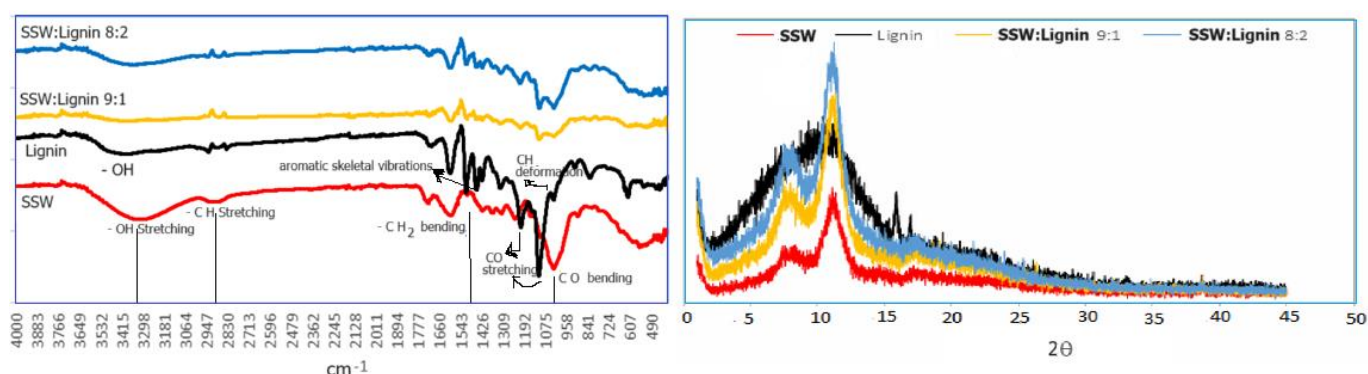 SSW:Lignin 8:2
SSW:Lignin 9:1
Lignin
- OH
SSW
- OH Stretching
- C H Stretching
aromatic skeletal vibrations
- CH2 bending
CH
deformation
CO
stretching
C O bending
4000 3883 3766 3649 3532 3415 3298 3181 3064 2947 2830 2713 2596 2479 2362 2245 2128 2011 1894 1777 1660 1543 1426 1309 1192 1075 958 841 724 607 490
cm-1
SSW Lignin SSW:Lignin 9:1 SSW:Lignin 8:2
0 5 10 15 20 25 30 35 40 45 50
2θ